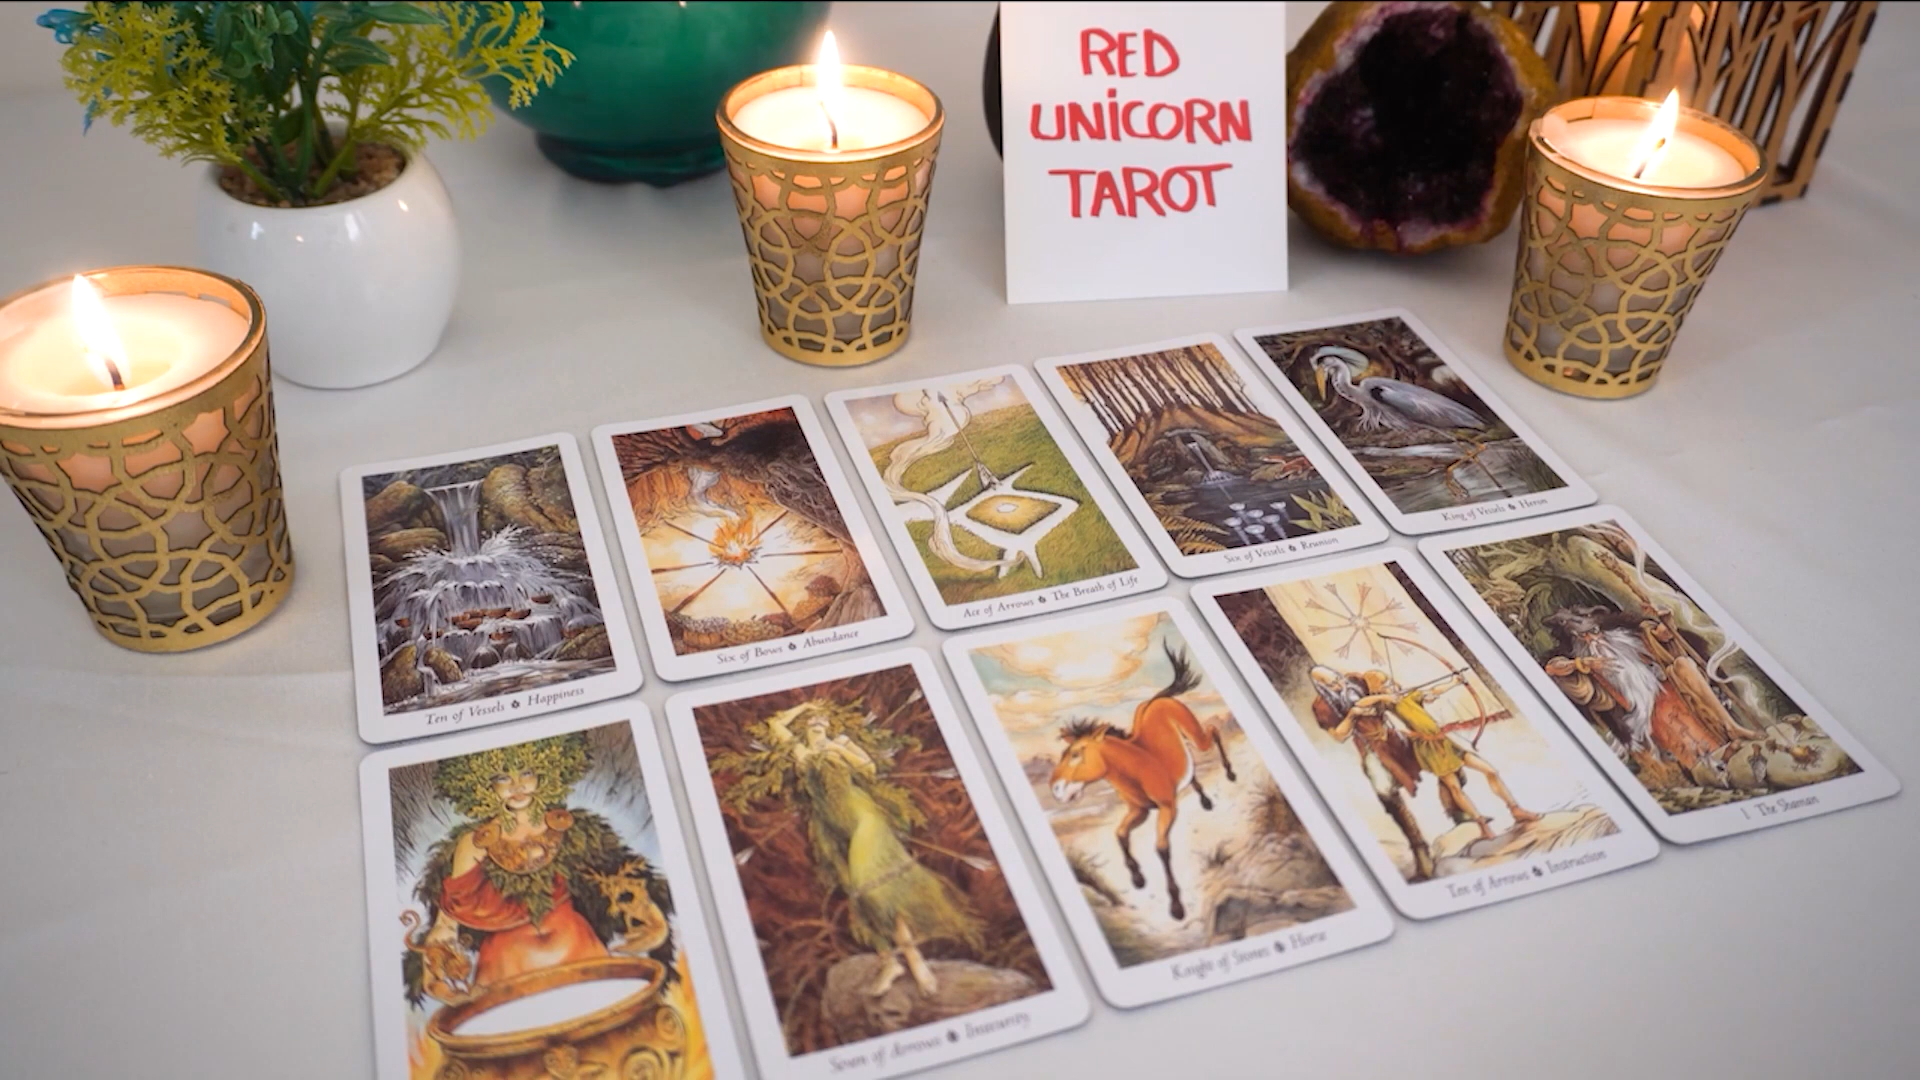 RED
UNICORN
TAROT
King of Vessels Heron
Six of Vessels Reunion
Ace of Arrows The Breath of Life
Six of Bows Abundance
Ten of Vessels Happiness
1 The Shaman
Ten of Arrows Instruction
Knight of Stones Horse
Seven of Arrows Insecurity